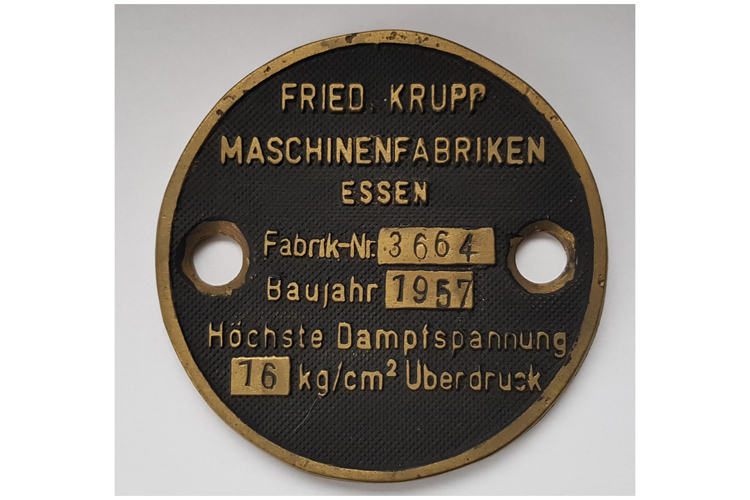 FRIED. KRUPP
MASCHINENFABRIKEN
ESSEN
Fabrik-Nr. 3664
Baujahr 1957
Höchste Dampfspannung
16 kg/cm² Überdruck